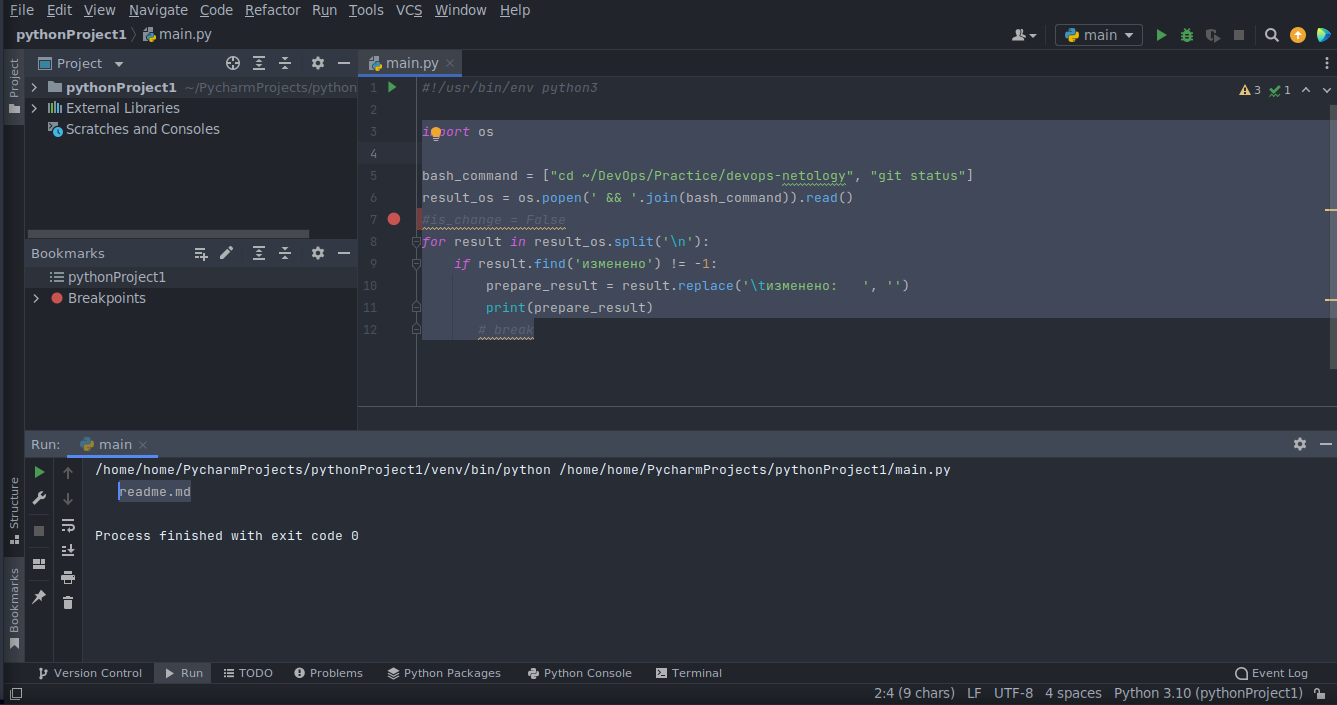 File Edit View Navigate Code Refactor Run Tools VCS Window Help
pythonProject1 main.py main
Project
Project
main.py
pythonProject1 ~/PycharmProjects/python
External Libraries
Scratches and Consoles
Bookmarks
pythonProject1
Breakpoints
3 1
1 #!/usr/bin/env python3
2
3 import os
4
5 bash_command = ["cd ~/DevOps/Practice/devops-netology", "git status"]
6 result_os = os.popen(' && '.join(bash_command)).read()
7 #is_change = False
8 for result in result_os.split('\n'):
9 if result.find('изменено') != -1:
10 prepare_result = result.replace('\tизменено:   ', '')
11 print(prepare_result)
12 # break
Run: main
/home/home/PycharmProjects/pythonProject1/venv/bin/python /home/home/PycharmProjects/pythonProject1/main.py
readme.md
Process finished with exit code 0
Structure
Bookmarks
Version Control Run TODO Problems Python Packages Python Console Terminal Event Log
2:4 (9 chars) LF UTF-8 4 spaces Python 3.10 (pythonProject1)